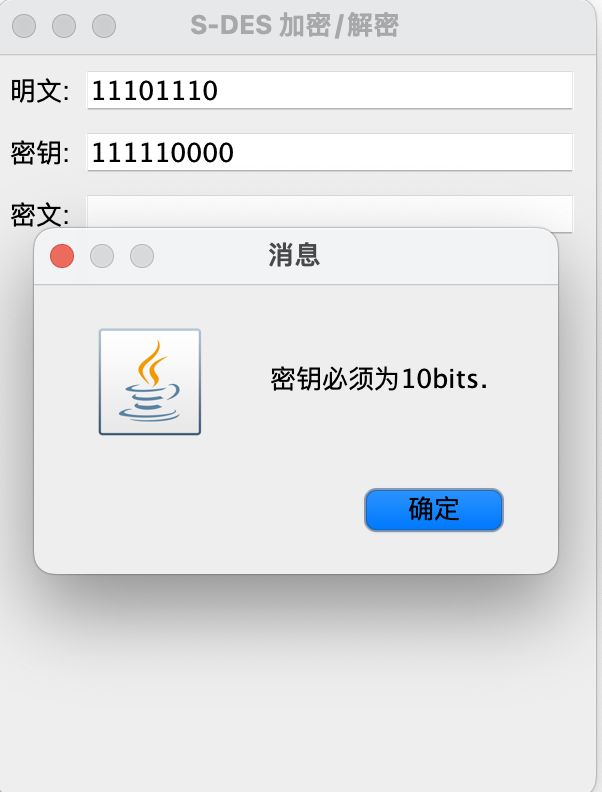 S-DES 加密/解密
明文: 11101110
密钥: 111110000
密文:
消息
密钥必须为10bits.
确定